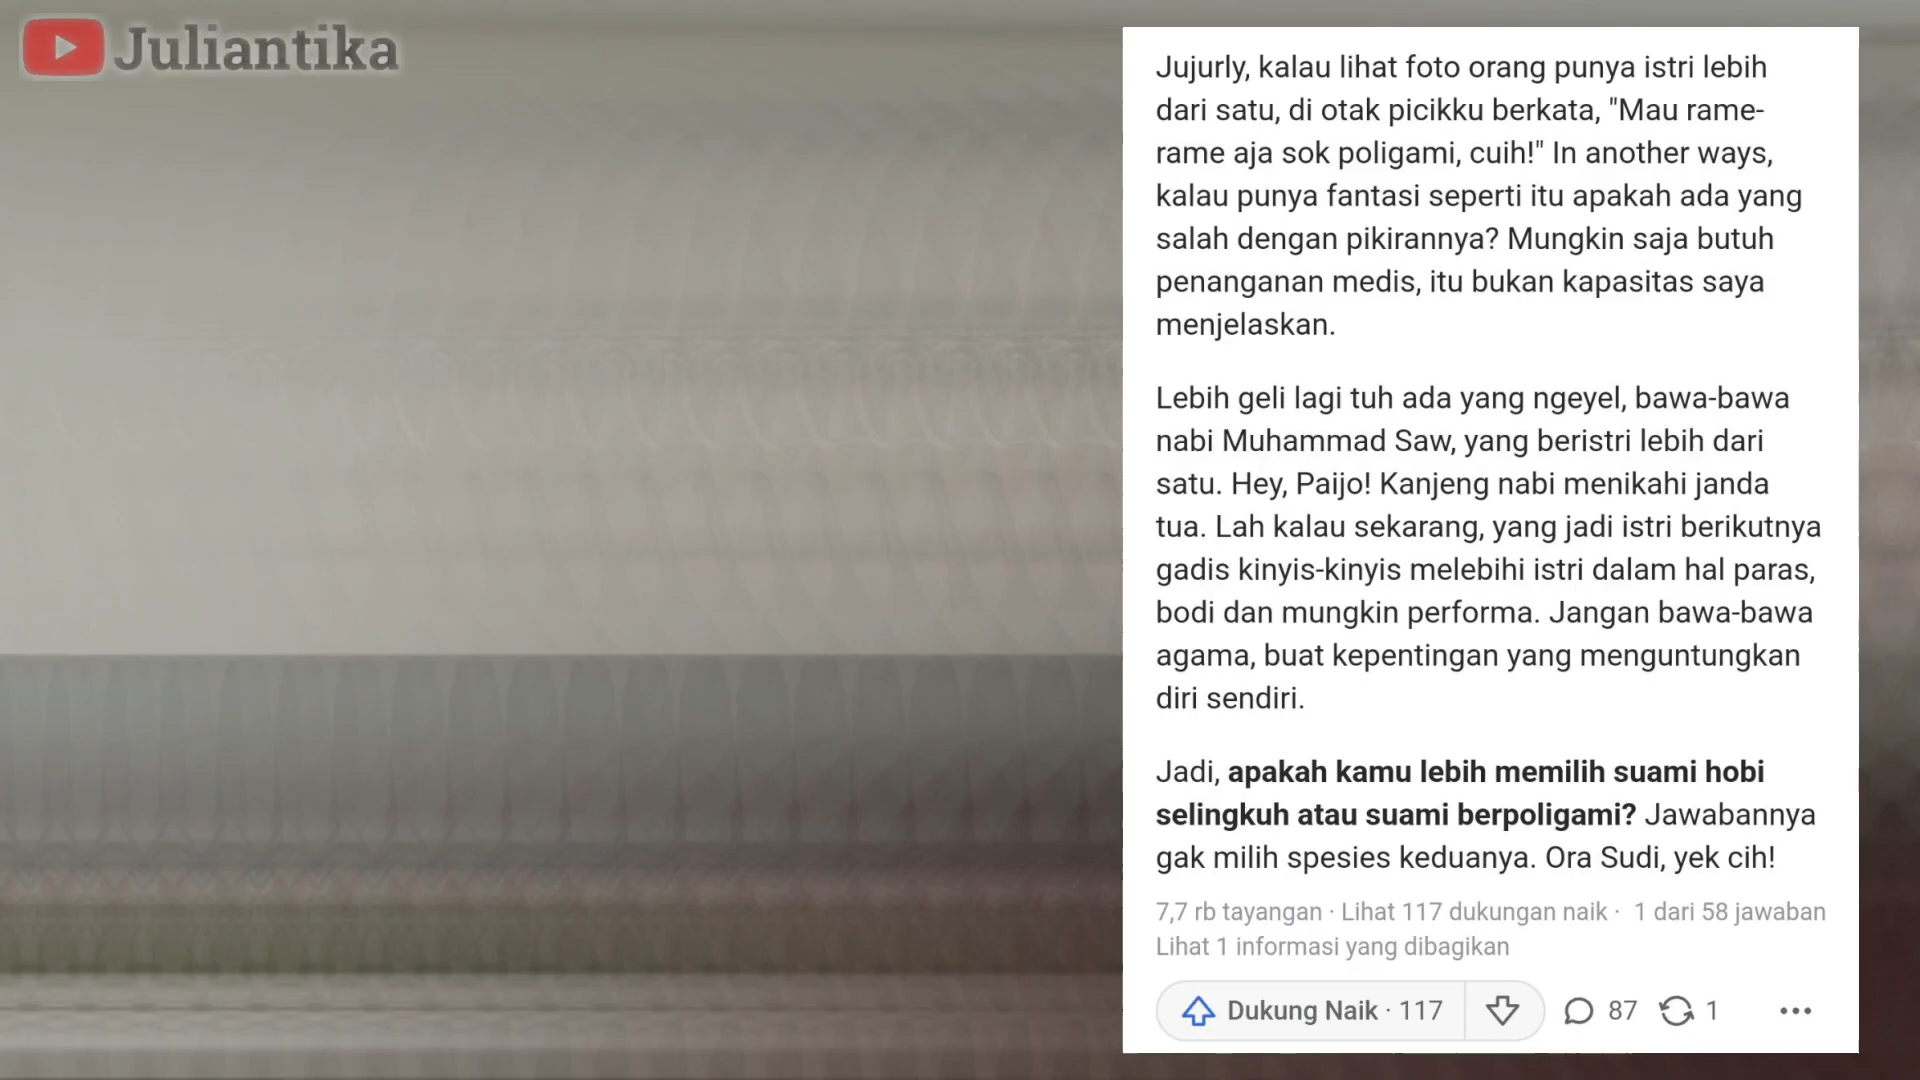 Juliantika
Jujurly, kalau lihat foto orang punya istri lebih
dari satu, di otak picikku berkata, "Mau rame-
rame aja sok poligami, cuih!" In another ways,
kalau punya fantasi seperti itu apakah ada yang
salah dengan pikirannya? Mungkin saja butuh
penanganan medis, itu bukan kapasitas saya
menjelaskan.
Lebih geli lagi tuh ada yang ngeyel, bawa-bawa
nabi Muhammad Saw, yang beristri lebih dari
satu. Hey, Paijo! Kanjeng nabi menikahi janda
tua. Lah kalau sekarang, yang jadi istri berikutnya
gadis kinyis-kinyis melebihi istri dalam hal paras,
bodi dan mungkin performa. Jangan bawa-bawa
agama, buat kepentingan yang menguntungkan
diri sendiri.
Jadi, apakah kamu lebih memilih suami hobi
selingkuh atau suami berpoligami? Jawabannya
gak milih spesies keduanya. Ora Sudi, yek cih!
7,7 rb tayangan · Lihat 117 dukungan naik · 1 dari 58 jawaban
Lihat 1 informasi yang dibagikan
Dukung Naik · 117 87 1